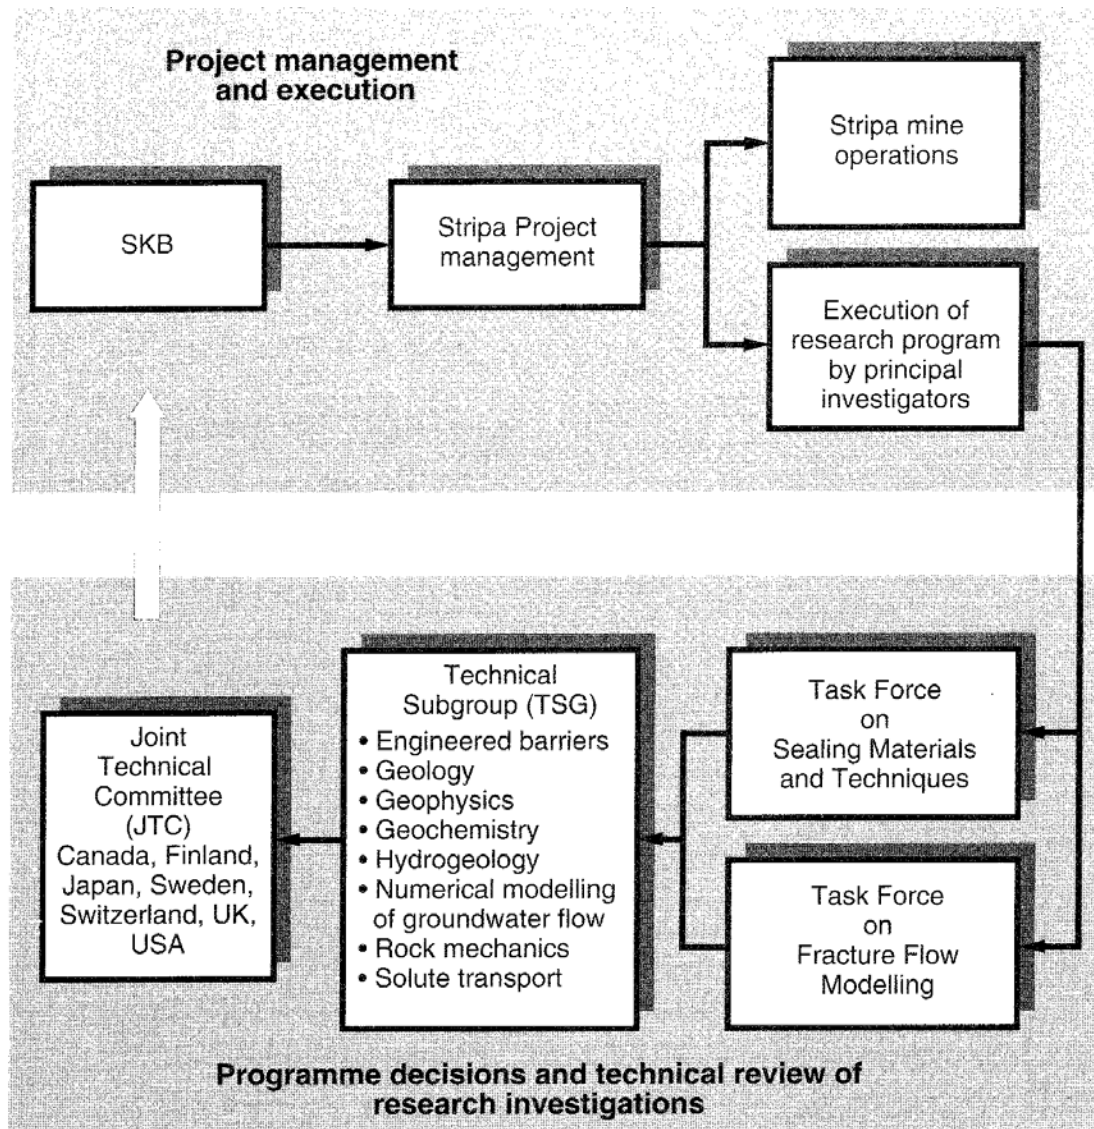 Project management
and execution
SKB
Stripa Project
management
Stripa mine
operations
Execution of
research program
by principal
investigators
Joint
Technical
Committee
(JTC)
Canada, Finland,
Japan, Sweden,
Switzerland, UK,
USA
Technical
Subgroup (TSG)
• Engineered barriers
• Geology
• Geophysics
• Geochemistry
• Hydrogeology
• Numerical modelling
of groundwater flow
• Rock mechanics
• Solute transport
Task Force
on
Sealing Materials
and Techniques
Task Force
on
Fracture Flow
Modelling
Programme decisions and technical review of
research investigations